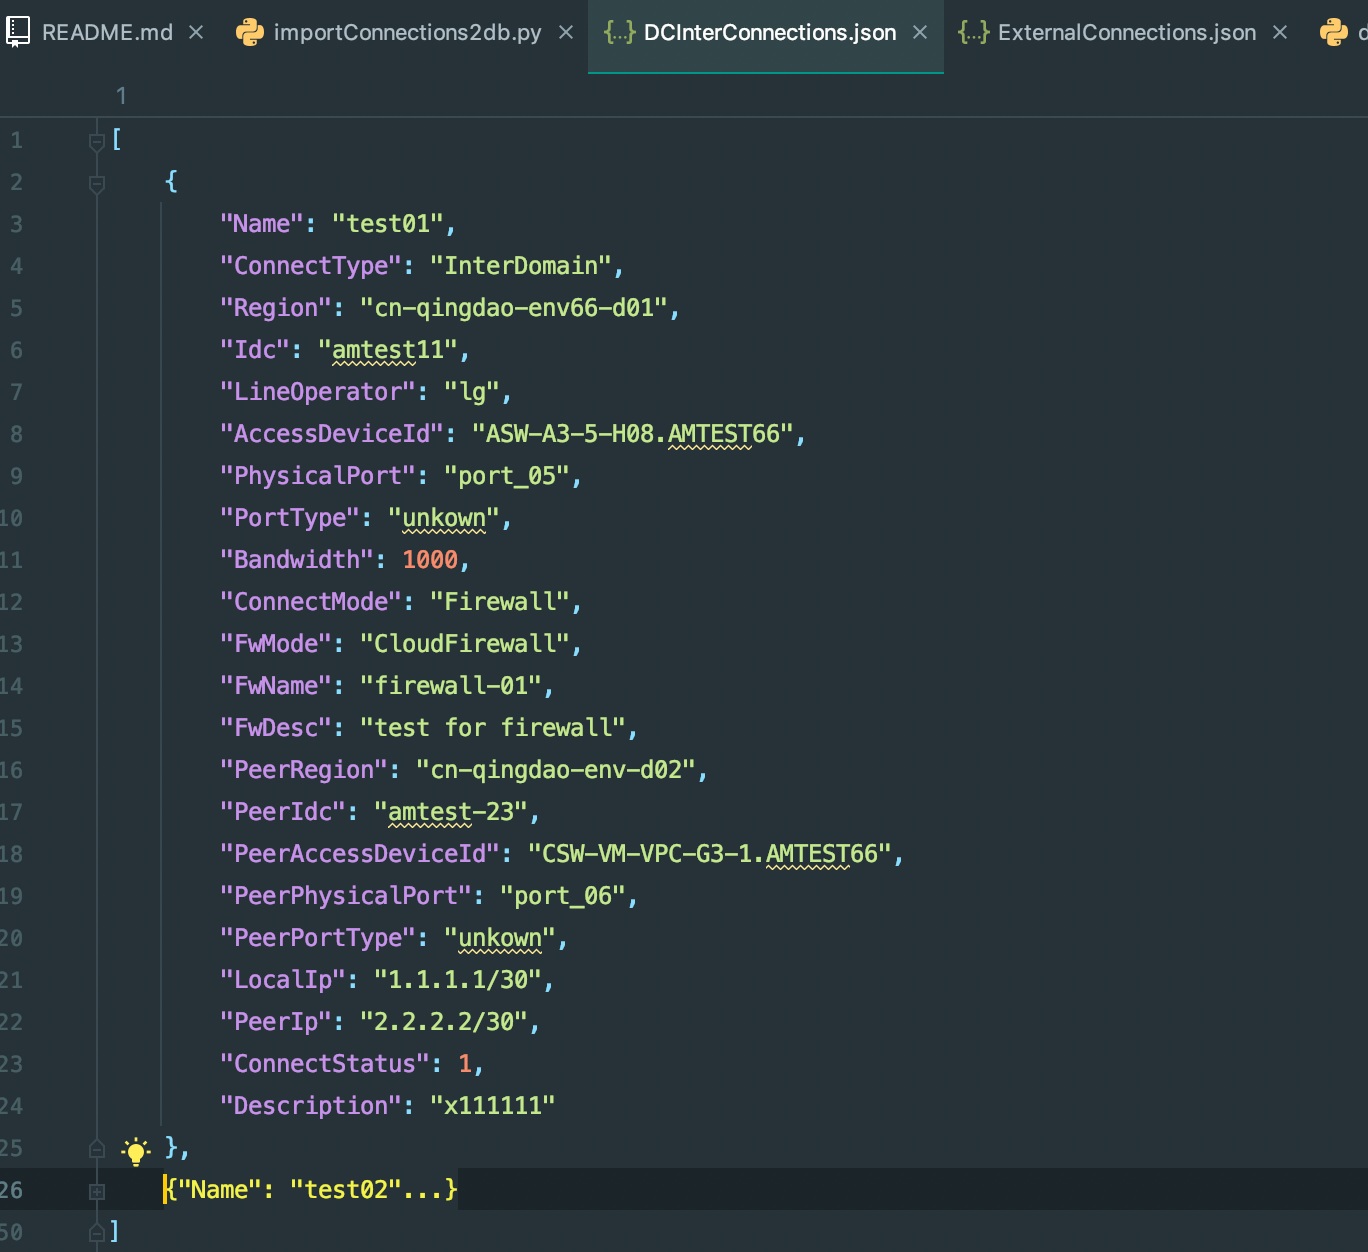 README.md importConnections2db.py {...} DCInterConnections.json {...} ExternalConnections.json
1
1 [
2 {
3 "Name": "test01",
4 "ConnectType": "InterDomain",
5 "Region": "cn-qingdao-env66-d01",
6 "Idc": "amtest11",
7 "LineOperator": "lg",
8 "AccessDeviceId": "ASW-A3-5-H08.AMTEST66",
9 "PhysicalPort": "port_05",
10 "PortType": "unkown",
11 "Bandwidth": 1000,
12 "ConnectMode": "Firewall",
13 "FwMode": "CloudFirewall",
14 "FwName": "firewall-01",
15 "FwDesc": "test for firewall",
16 "PeerRegion": "cn-qingdao-env-d02",
17 "PeerIdc": "amtest-23",
18 "PeerAccessDeviceId": "CSW-VM-VPC-G3-1.AMTEST66",
19 "PeerPhysicalPort": "port_06",
20 "PeerPortType": "unkown",
21 "LocalIp": "1.1.1.1/30",
22 "PeerIp": "2.2.2.2/30",
23 "ConnectStatus": 1,
24 "Description": "x111111"
25 },
26 {"Name": "test02"...}
50 ]